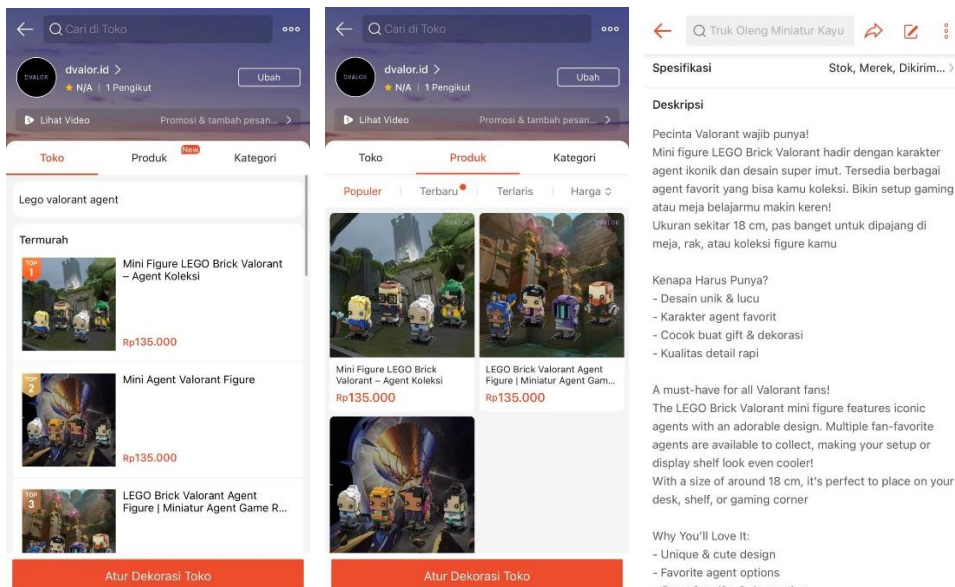 Cari di Toko
dvalor.id >
N/A | 1 Pengikut
Ubah
Lihat Video
Promosi & tambah pesan... >
Toko
Produk
New
Kategori
Lego valorant agent
Termurah
TOP
1
Mini Figure LEGO Brick Valorant
– Agent Koleksi
Rp135.000
TOP
2
Mini Agent Valorant Figure
Rp135.000
TOP
3
LEGO Brick Valorant Agent
Figure | Miniatur Agent Game R...
Atur Dekorasi Toko
Cari di Toko
DVALOR
dvalor.id >
N/A | 1 Pengikut
Ubah
Lihat Video
Promosi & tambah pesan... >
Toko
Produk
Kategori
Populer
Terbaru
Terlaris
Harga
DVALOR
Mini Figure LEGO Brick
Valorant – Agent Koleksi
Rp135.000
LEGO Brick Valorant Agent
Figure | Miniatur Agent Gam...
Rp135.000
Atur Dekorasi Toko
Truk Oleng Miniatur Kayu
Spesifikasi
Stok, Merek, Dikirim... >
Deskripsi
Pecinta Valorant wajib punya!
Mini figure LEGO Brick Valorant hadir dengan karakter
agent ikonik dan desain super imut. Tersedia berbagai
agent favorit yang bisa kamu koleksi. Bikin setup gaming
atau meja belajarmu makin keren!
Ukuran sekitar 18 cm, pas banget untuk dipajang di
meja, rak, atau koleksi figure kamu
Kenapa Harus Punya?
- Desain unik & lucu
- Karakter agent favorit
- Cocok buat gift & dekorasi
- Kualitas detail rapi
A must-have for all Valorant fans!
The LEGO Brick Valorant mini figure features iconic
agents with an adorable design. Multiple fan-favorite
agents are available to collect, making your setup or
display shelf look even cooler!
With a size of around 18 cm, it's perfect to place on your
desk, shelf, or gaming corner
Why You'll Love It:
- Unique & cute design
- Favorite agent options